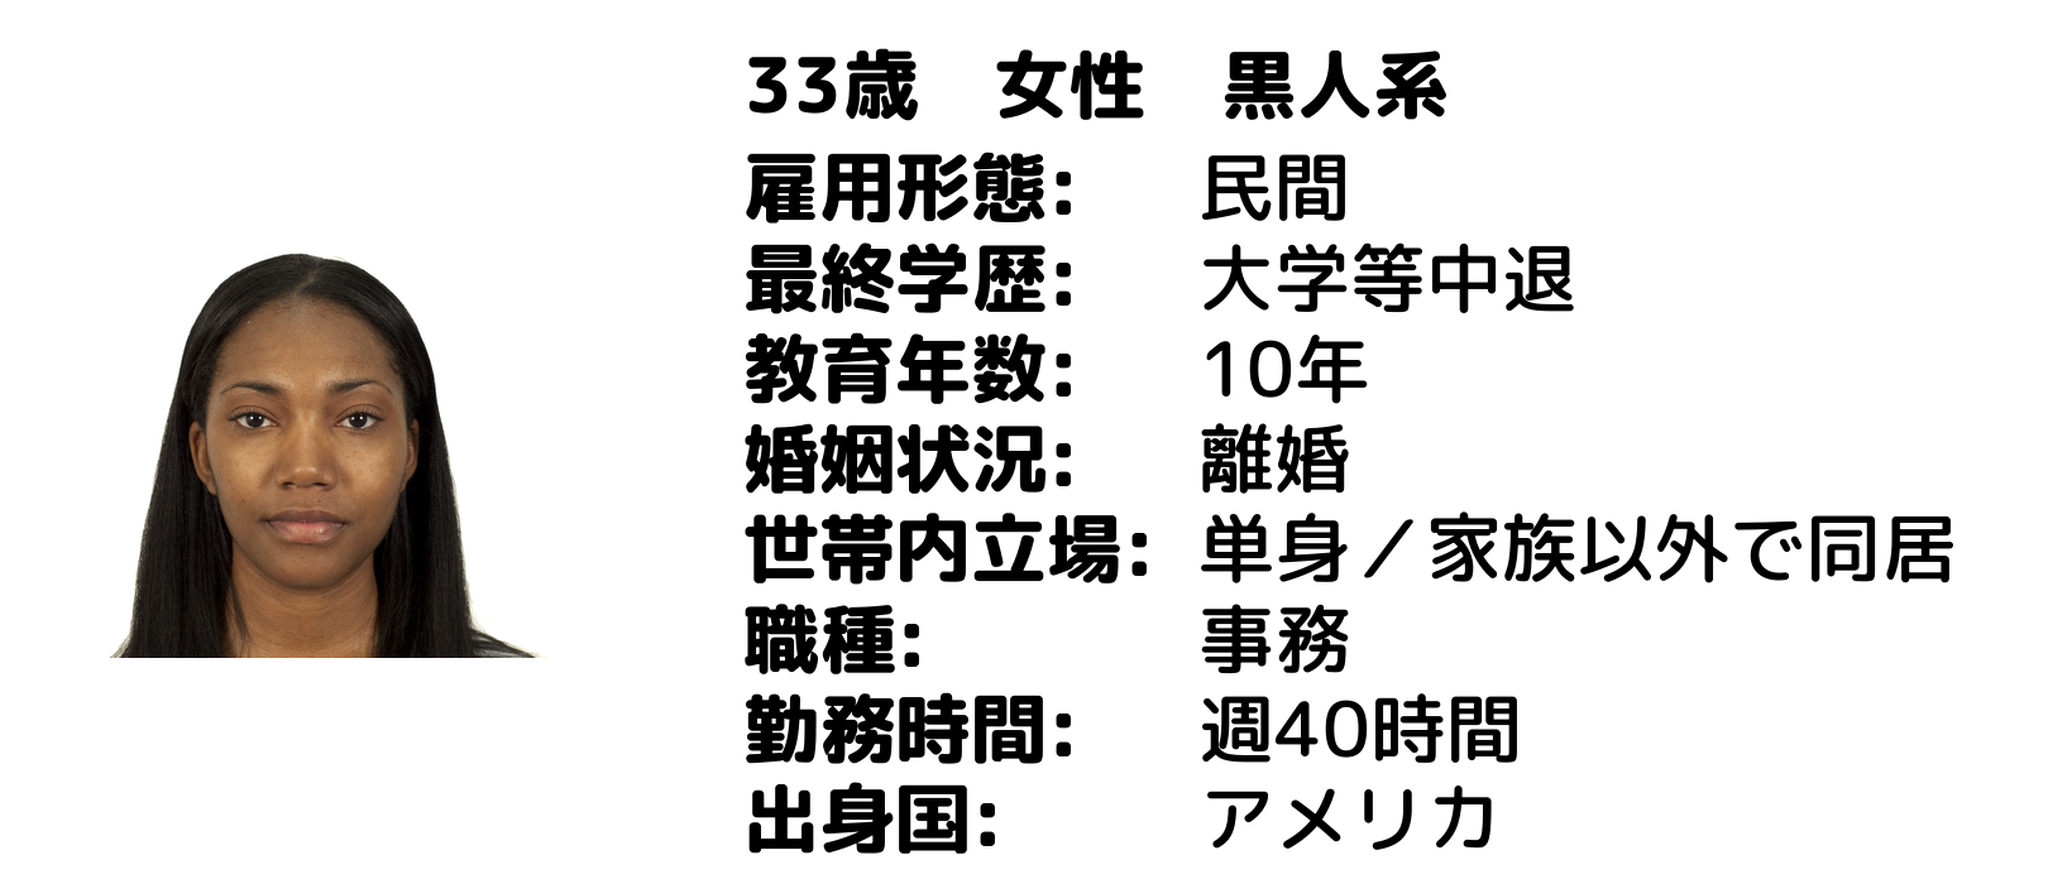 33歳　女性　黒人系
雇用形態: 民間
最終学歴: 大学等中退
教育年数: 10年
婚姻状況: 離婚
世帯内立場: 単身／家族以外で同居
職種: 事務
勤務時間: 週40時間
出身国: アメリカ